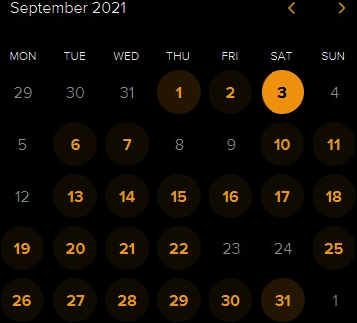 September 2021
MON TUE WED THU FRI SAT SUN
29 30 31 1 2 3 4
5 6 7 8 9 10 11
12 13 14 15 16 17 18
19 20 21 22 23 24 25
26 27 28 29 30 31 1